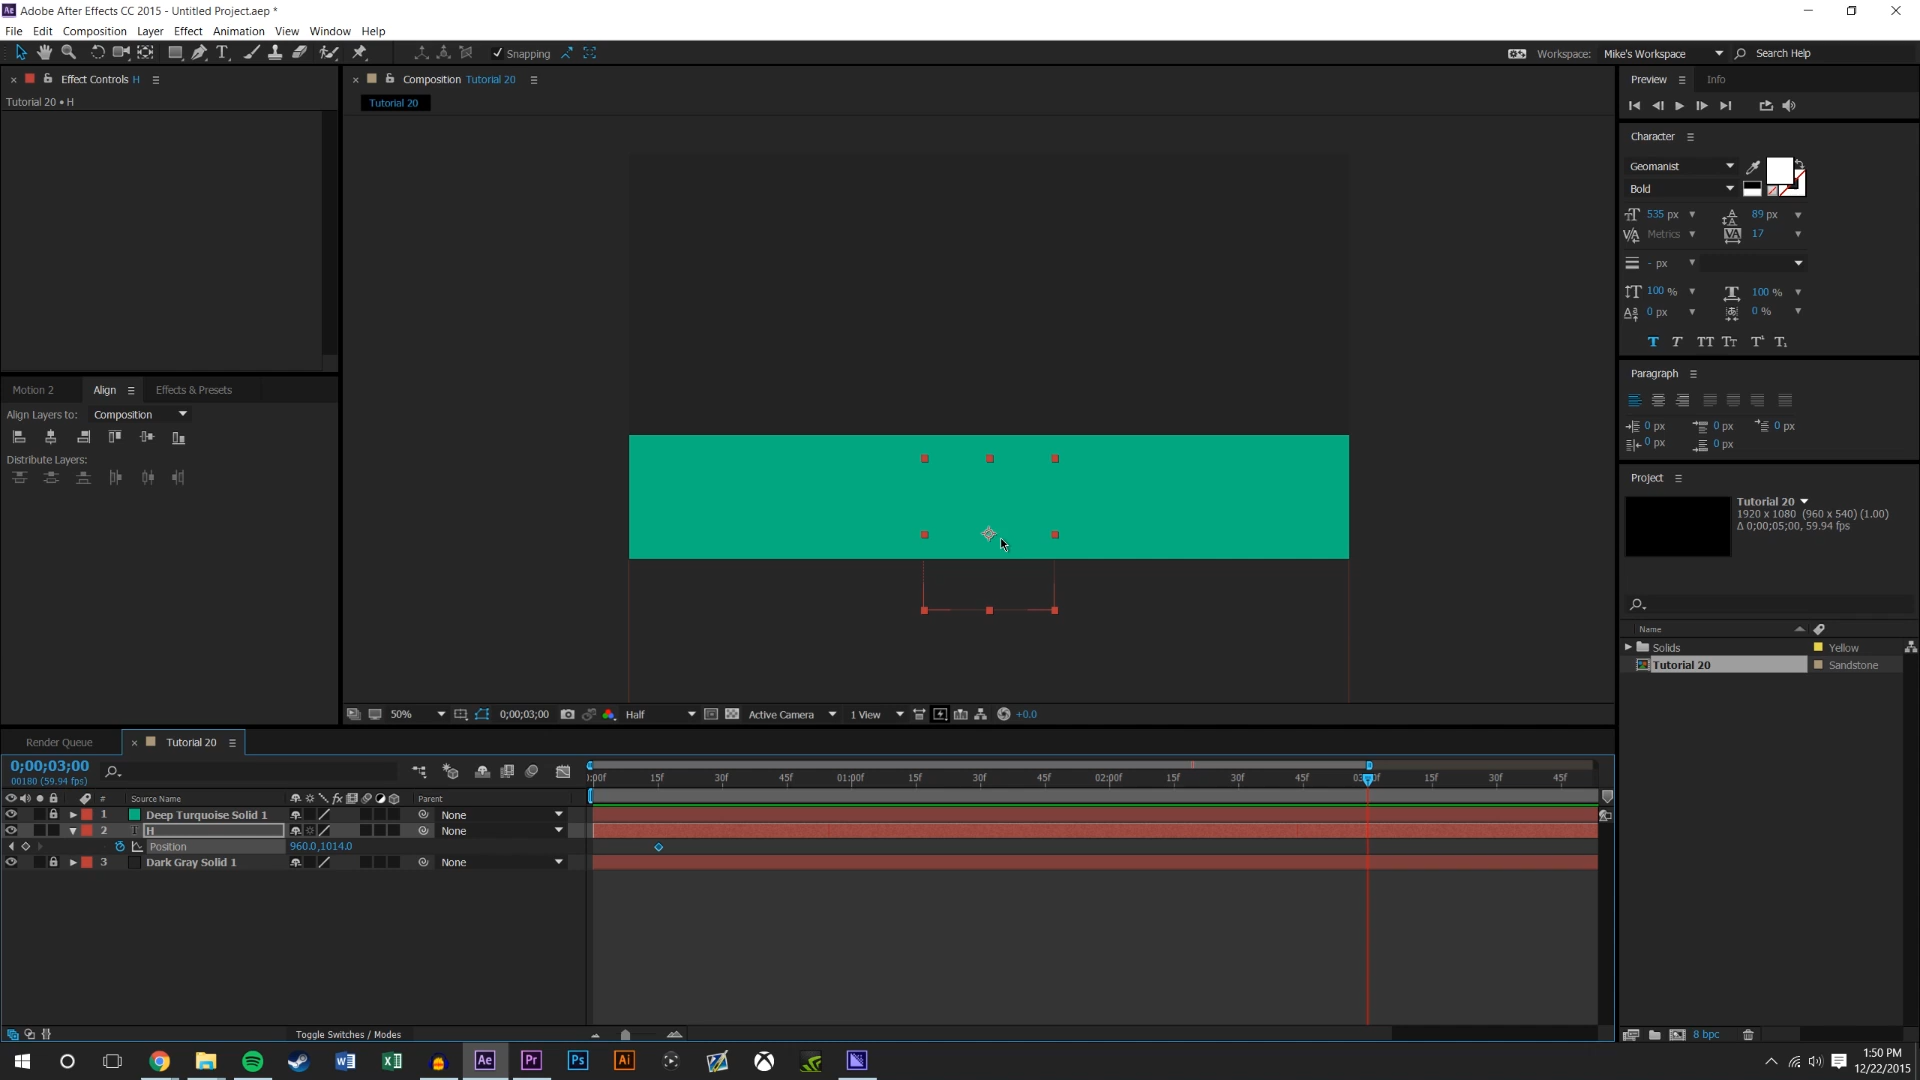 Adobe After Effects CC 2015 - Untitled Project.aep *
File Edit Composition Layer Effect Animation View Window Help
Snapping
Workspace: Mike's Workspace Search Help
Effect Controls H
Tutorial 20 • H
Composition Tutorial 20
Tutorial 20
Preview Info
Character
Geomanist
Bold
535 px 89 px
Metrics 17
- px
100 % 100 %
0 px 0 %
Paragraph
0 px 0 px 0 px
0 px 0 px
Motion 2 Align Effects & Presets
Align Layers to: Composition
Distribute Layers:
Project
Tutorial 20
1920 x 1080 (960 x 540) (1.00)
Δ 0;00;05;00, 59.94 fps
Name
Solids Yellow
Tutorial 20 Sandstone
50% 0;00;03;00 Half Active Camera 1 View +0.0
Render Queue Tutorial 20
0;00;03;00
00180 (59.94 fps)
):00f 15f 30f 45f 01:00f 15f 30f 45f 02:00f 15f 30f 45f 15f 30f 45f
# Source Name Parent
1 Deep Turquoise Solid 1 None
2 H None
Position 960.0,1014.0
3 Dark Gray Solid 1 None
Toggle Switches / Modes
8 bpc
1:50 PM
12/22/2015